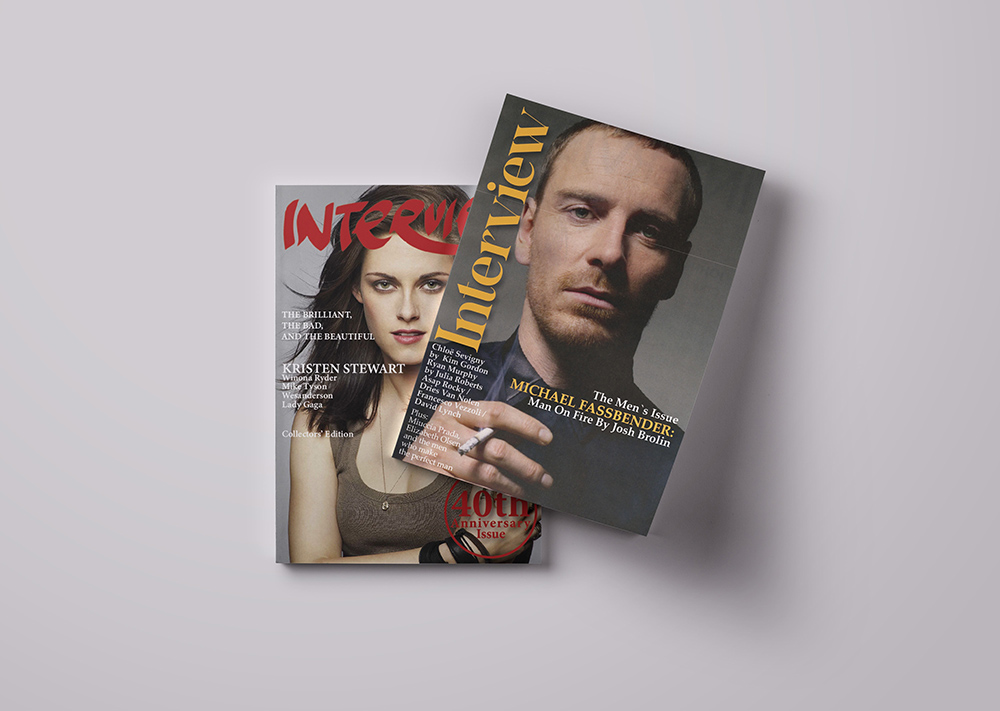 INTERVI
THE BRILLIANT,
THE BAD,
AND THE BEAUTIFUL
KRISTEN STEWART
Winona Ryder
Mike Tyson
Wesanderson
Lady Gaga
Collectors' Edition
40th
Anniversary
Issue
Interview
Chloë Sevigny
by Kim Gordon
Ryan Murphy
by Julia Roberts
Asap Rocky /
Dries Van Noten
Francesco Vezzoli /
David Lynch
Plus:
Prada,
Elizabeth Olsen
and the men
who make
the perfect man
The Men's Issue
MICHAEL FASSBENDER:
Man On Fire By Josh Brolin